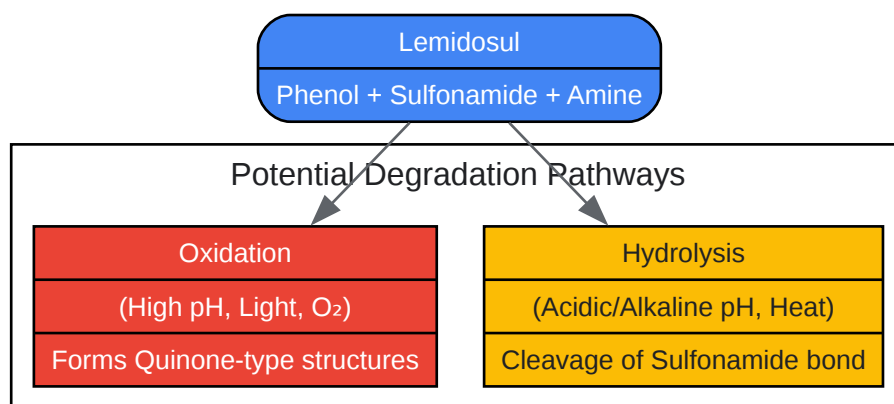 Lemidosul
Phenol + Sulfonamide + Amine
Potential Degradation Pathways
Oxidation
(High pH, Light, O₂)
Forms Quinone-type structures
Hydrolysis
(Acidic/Alkaline pH, Heat)
Cleavage of Sulfonamide bond